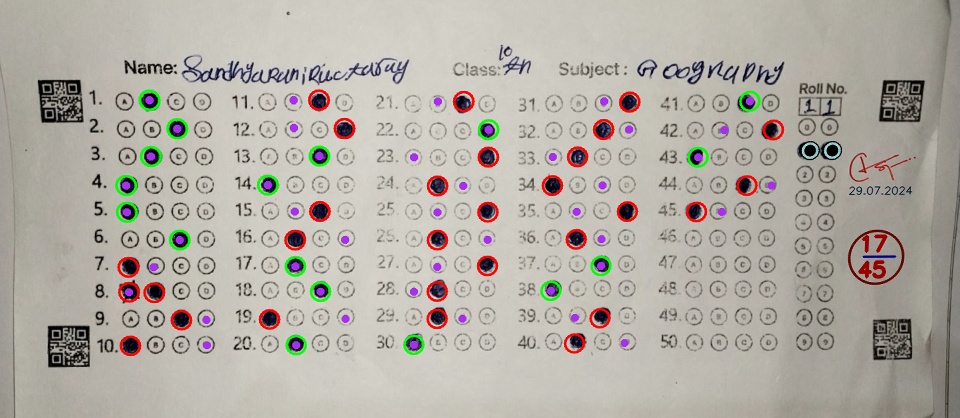 Name: Sandhyarani Class: 10th Subject: Geography
Roll No.
1 1
1. A B C D
2. A B C D
3. A B C D
4. A B C D
5. A B C D
6. A B C D
7. A B C D
8. A B C D
9. A B C D
10. A B C D
11. A B C D
12. A B C D
13. A B C D
14. A B C D
15. A B C D
16. A B C D
17. A B C D
18. A B C D
19. A B C D
20. A B C D
21. A B C D
22. A B C D
23. A B C D
24. A B C D
25. A B C D
26. A B C D
27. A B C D
28. A B C D
29. A B C D
30. A B C D
31. A B C D
32. A B C D
33. A B C D
34. A B C D
35. A B C D
36. A B C D
37. A B C D
38. A B C D
39. A B C D
40. A B C D
41. A B C D
42. A B C D
43. A B C D
44. A B C D
45. A B C D
46. A B C D
47. A B C D
48. A B C D
49. A B C D
50. A B C D
0 0
2 2
3 3
4 4
5 5
6 6
7 7
8 8
9 9
29.07.2024
17
45